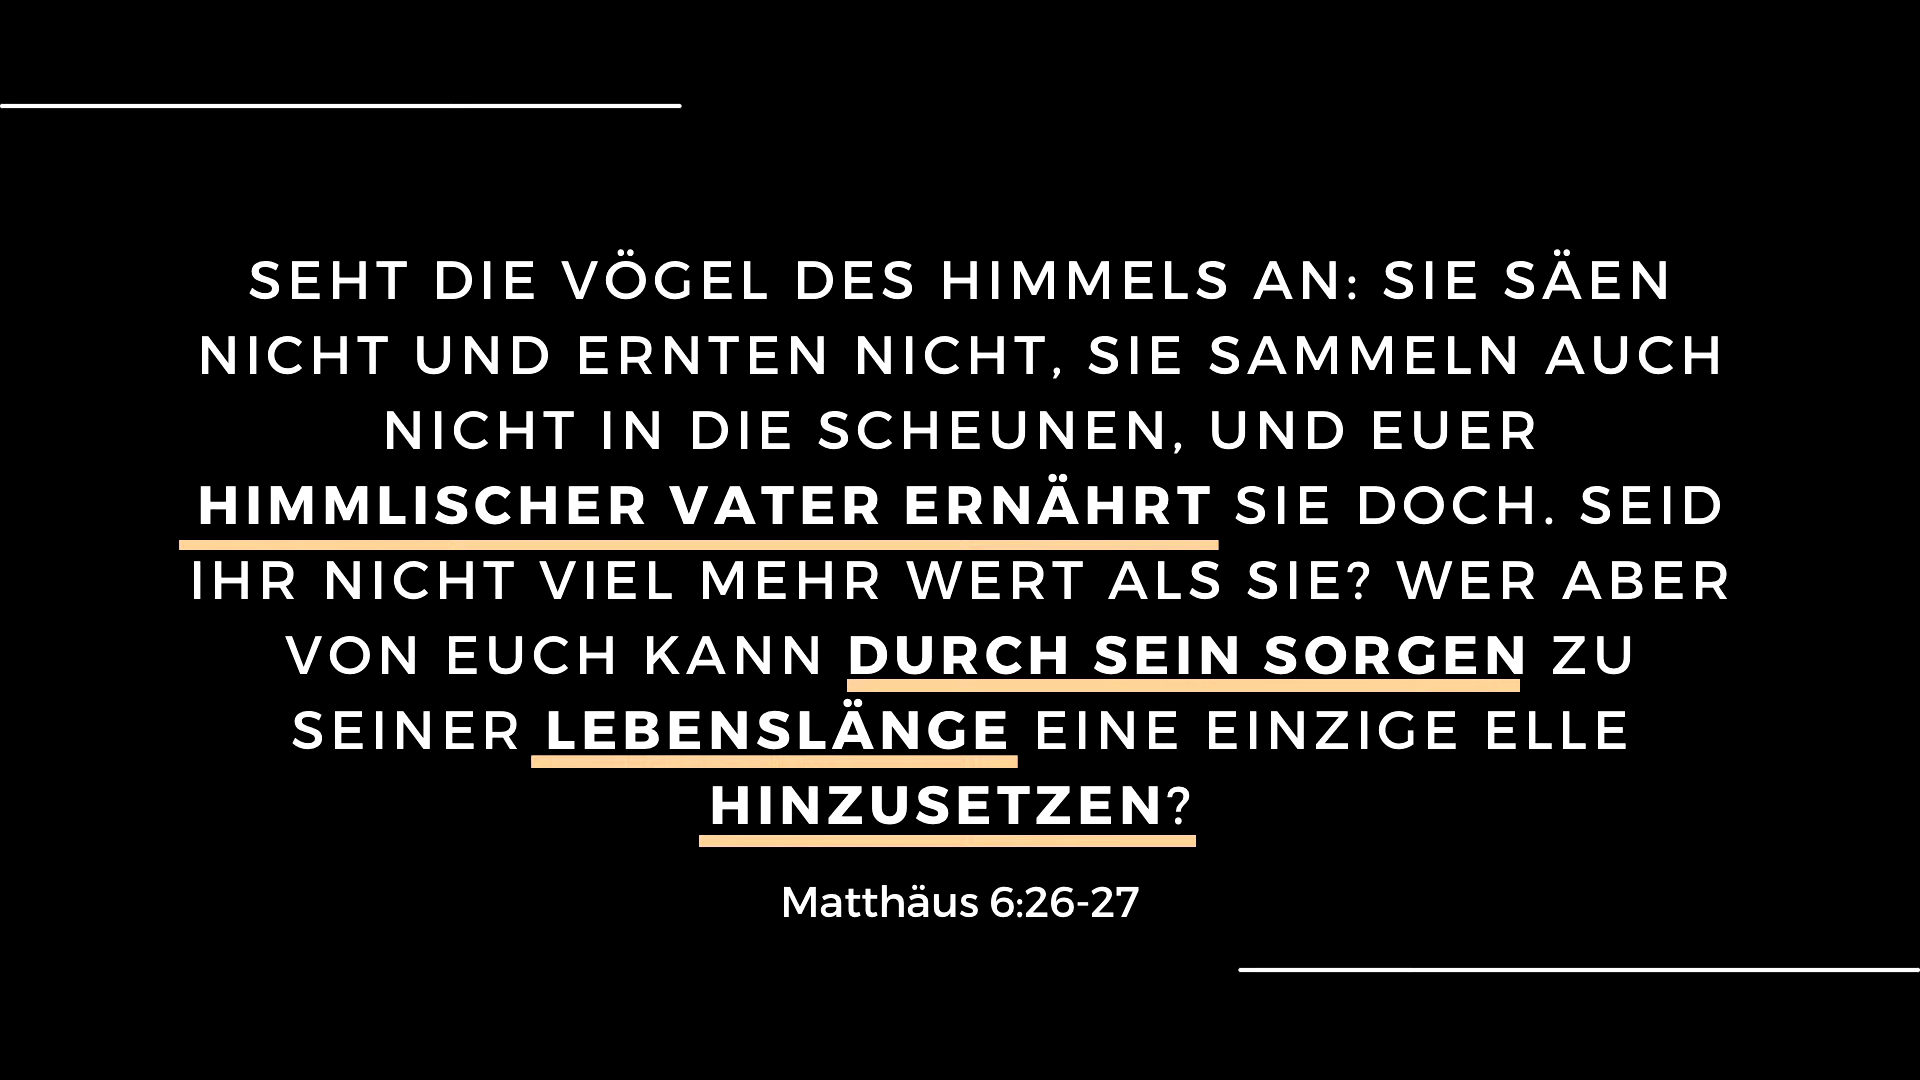 SEHT DIE VÖGEL DES HIMMELS AN: SIE SÄEN
NICHT UND ERNTEN NICHT, SIE SAMMELN AUCH
NICHT IN DIE SCHEUNEN, UND EUER
HIMMLISCHER VATER ERNÄHRT SIE DOCH. SEID
IHR NICHT VIEL MEHR WERT ALS SIE? WER ABER
VON EUCH KANN DURCH SEIN SORGEN ZU
SEINER LEBENSLÄNGE EINE EINZIGE ELLE
HINZUSETZEN?
Matthäus 6:26-27